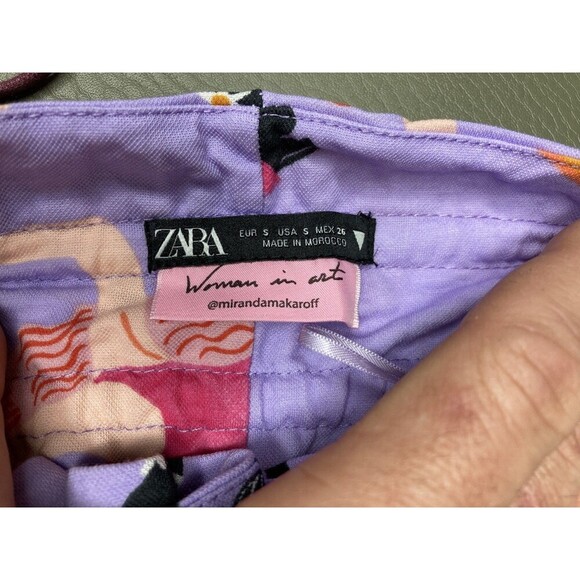 ZARA
EUR S USA S MEX 26
MADE IN MOROCCO
Woman in art
@mirandamakaroff